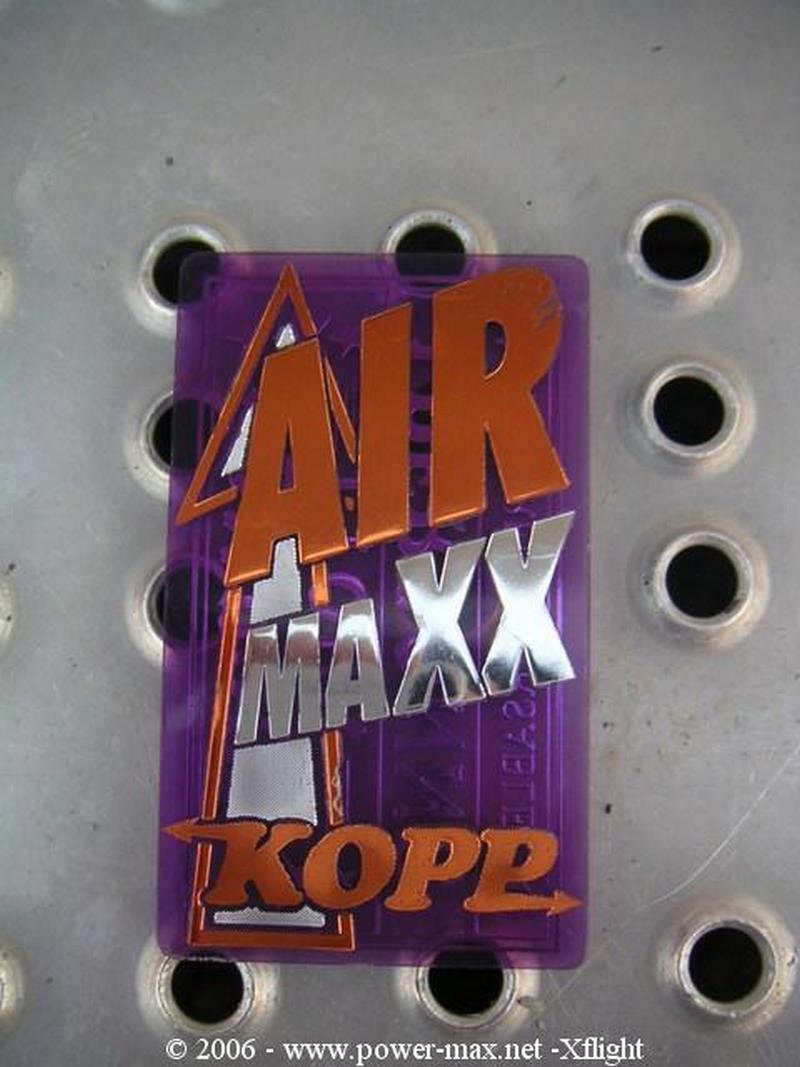 AIR
MAXX
KOPP
© 2006 - www.power-max.net -Xflight